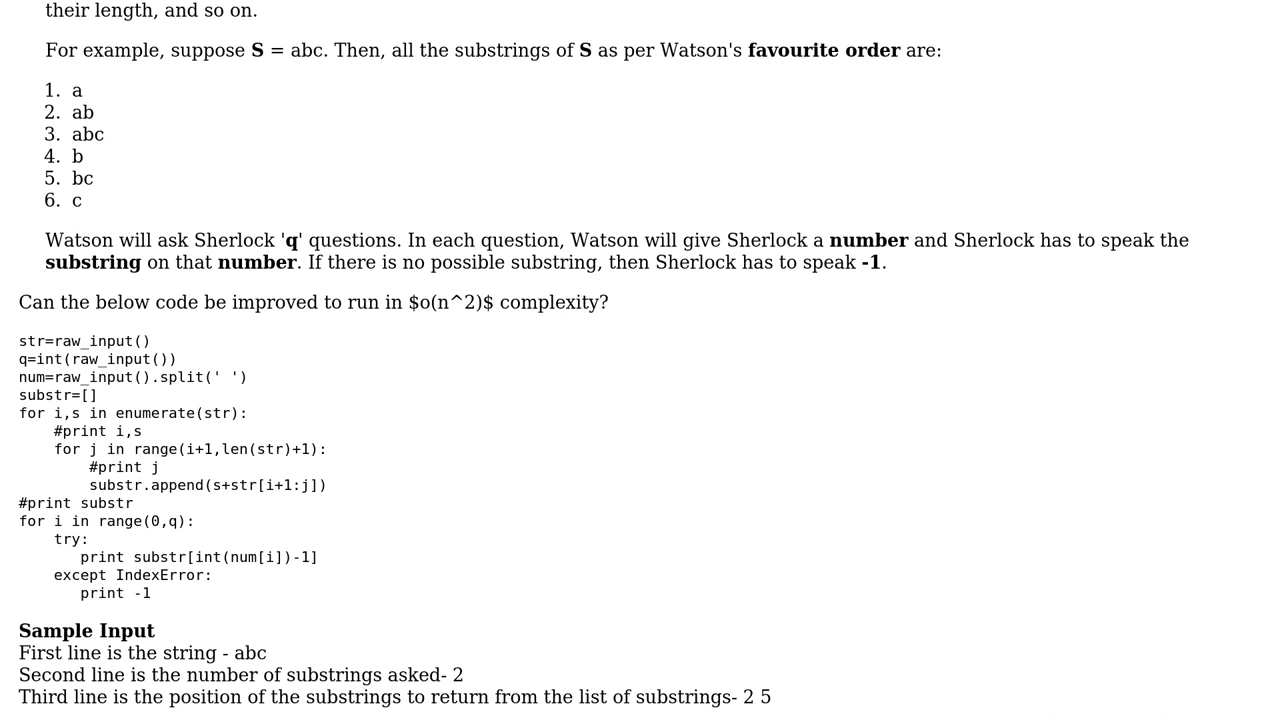 their length, and so on.
For example, suppose S = abc. Then, all the substrings of S as per Watson's favourite order are:
1. a
2. ab
3. abc
4. b
5. bc
6. c
Watson will ask Sherlock 'q' questions. In each question, Watson will give Sherlock a number and Sherlock has to speak the
substring on that number. If there is no possible substring, then Sherlock has to speak -1.
Can the below code be improved to run in $o(n^2)$ complexity?
str=raw_input()
q=int(raw_input())
num=raw_input().split(' ')
substr=[]
for i,s in enumerate(str):
    #print i,s
    for j in range(i+1,len(str)+1):
        #print j
        substr.append(s+str[i+1:j])
#print substr
for i in range(0,q):
    try:
       print substr[int(num[i])-1]
    except IndexError:
       print -1
Sample Input
First line is the string - abc
Second line is the number of substrings asked- 2
Third line is the position of the substrings to return from the list of substrings- 2 5